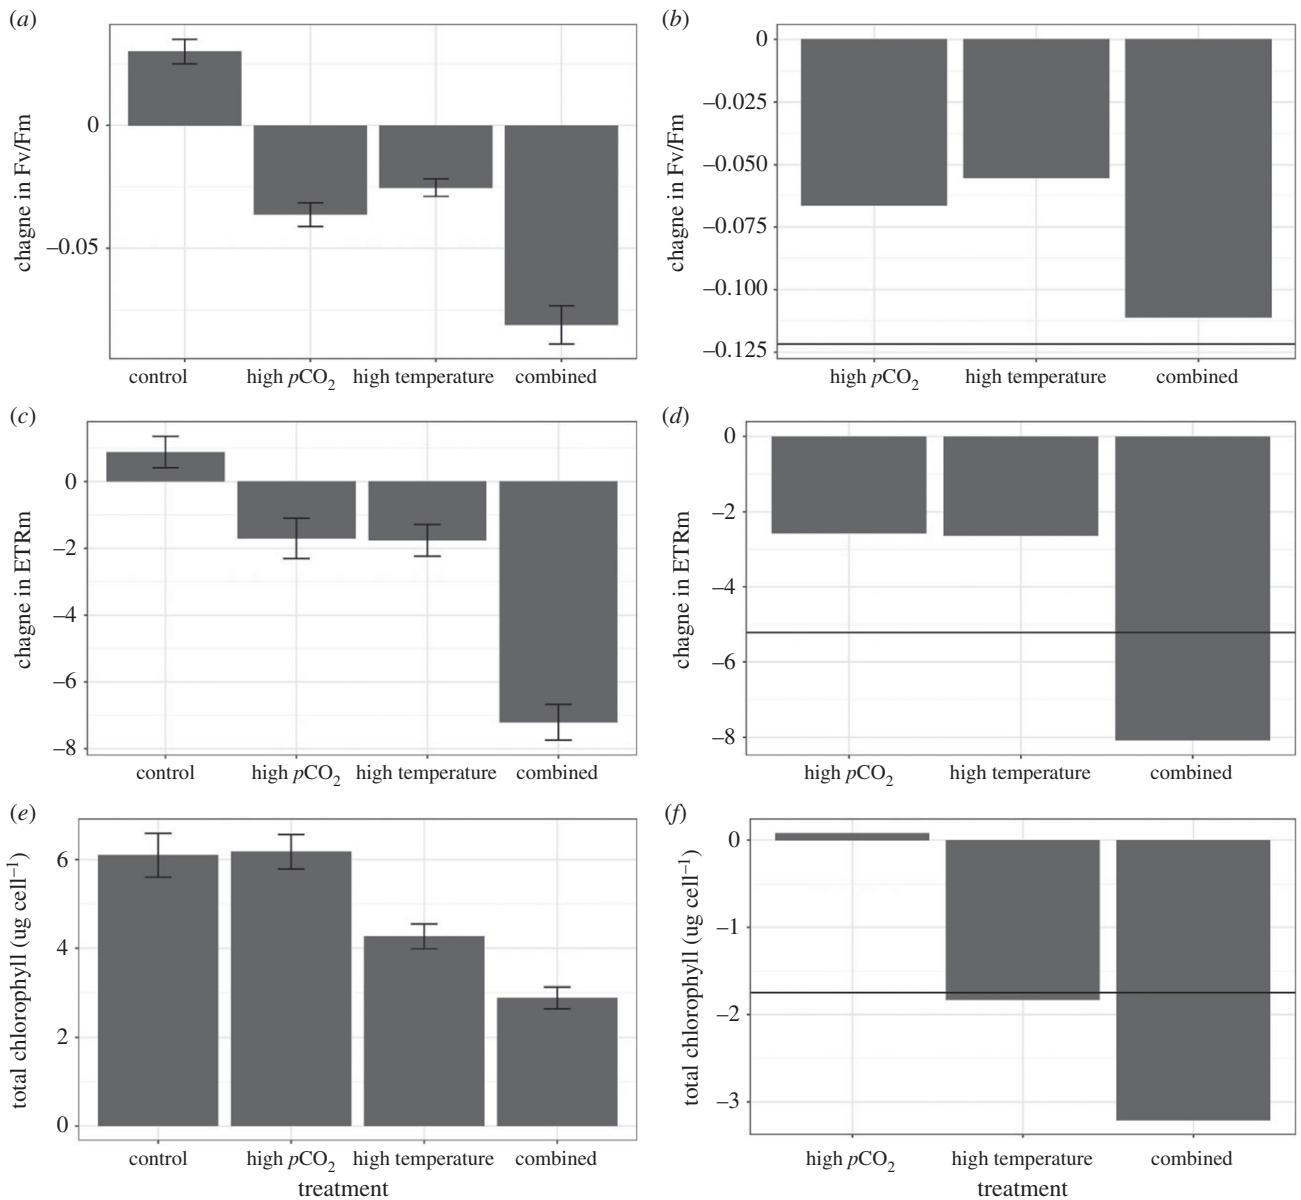 (a)
chagne in Fv/Fm
0
–0.05
control high pCO2 high temperature combined
(b)
chagne in Fv/Fm
0
–0.025
–0.050
–0.075
–0.100
–0.125
high pCO2 high temperature combined
(c)
chagne in ETRm
0
–2
–4
–6
–8
control high pCO2 high temperature combined
(d)
chagne in ETRm
0
–2
–4
–6
–8
high pCO2 high temperature combined
(e)
total chlorophyll (ug cell–1)
6
4
2
0
control high pCO2 high temperature combined
treatment
(f)
total chlorophyll (ug cell–1)
0
–1
–2
–3
high pCO2 high temperature combined
treatment